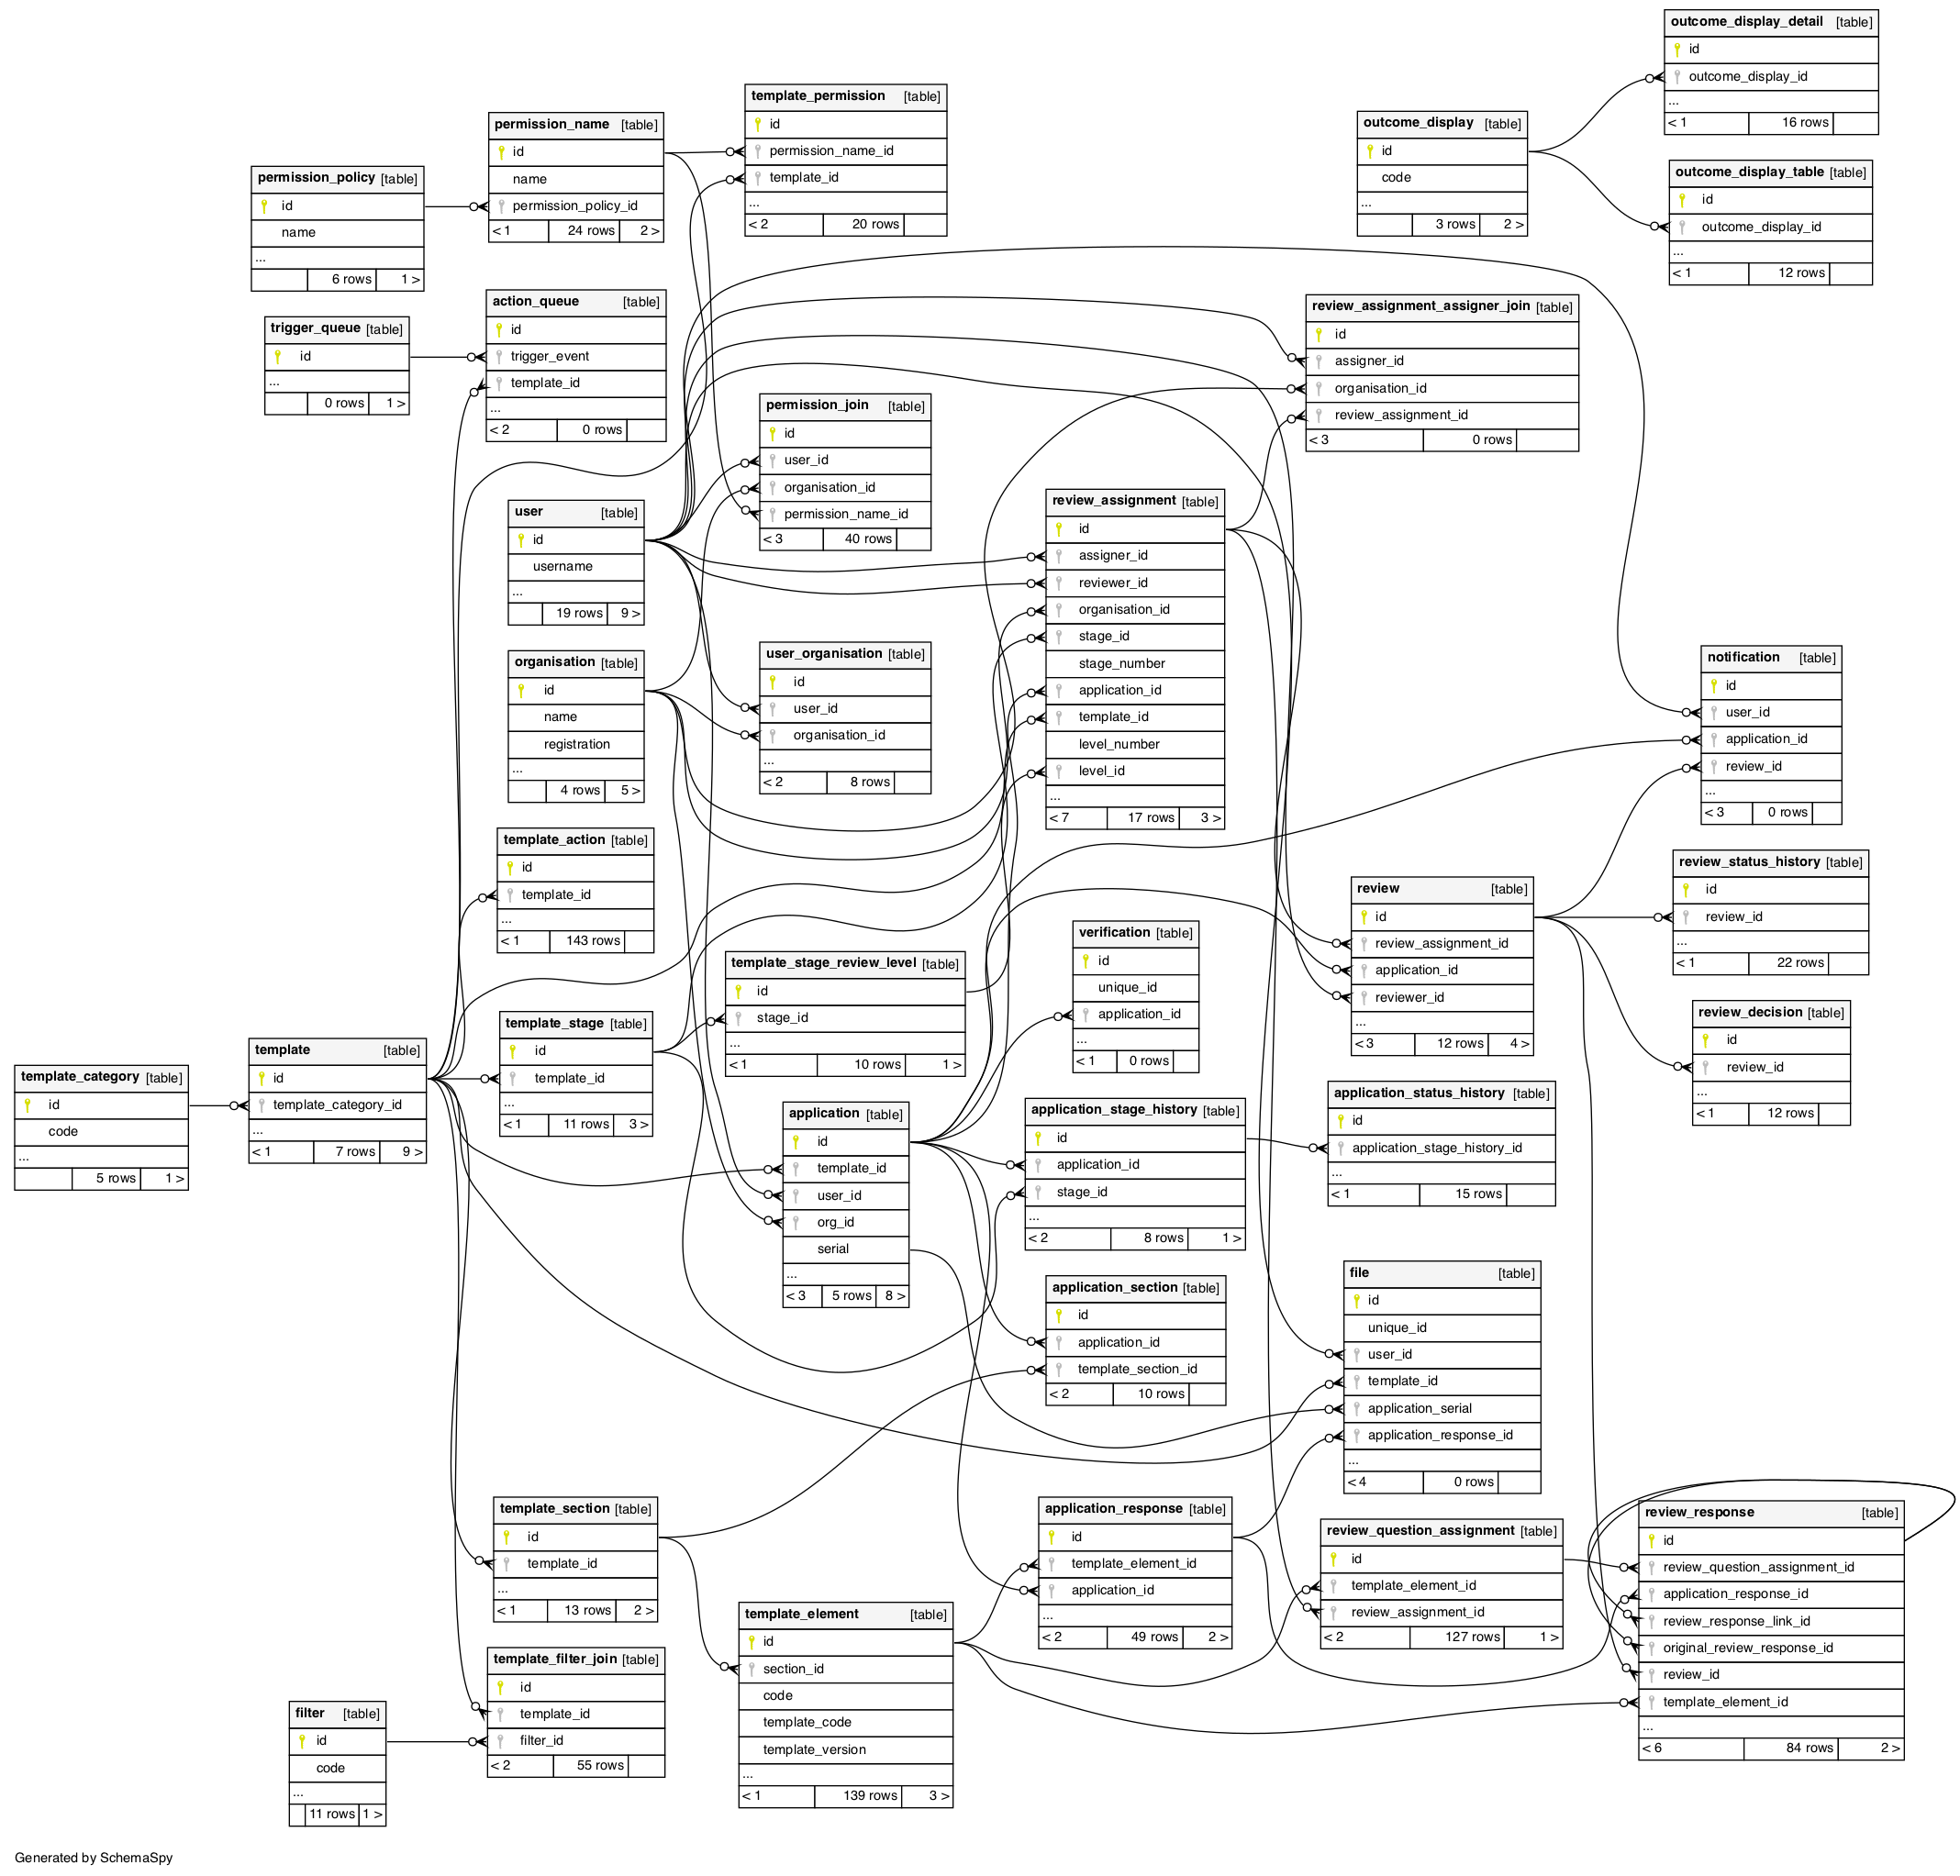 outcome_display_detail [table]
id
outcome_display_id
...
< 1 16 rows
template_permission [table]
id
permission_name_id
template_id
...
< 2 20 rows
permission_name [table]
id
name
permission_policy_id
< 1 24 rows 2 >
outcome_display [table]
id
code
...
3 rows 2 >
permission_policy [table]
id
name
...
6 rows 1 >
outcome_display_table [table]
id
outcome_display_id
...
< 1 12 rows
action_queue [table]
id
trigger_event
template_id
...
< 2 0 rows
trigger_queue [table]
id
...
0 rows 1 >
review_assignment_assigner_join [table]
id
assigner_id
organisation_id
review_assignment_id
< 3 0 rows
permission_join [table]
id
user_id
organisation_id
permission_name_id
< 3 40 rows
user [table]
id
username
...
19 rows 9 >
review_assignment [table]
id
assigner_id
reviewer_id
organisation_id
stage_id
stage_number
application_id
template_id
level_number
level_id
...
< 7 17 rows 3 >
organisation [table]
id
name
registration
...
4 rows 5 >
user_organisation [table]
id
user_id
organisation_id
...
< 2 8 rows
notification [table]
id
user_id
application_id
review_id
...
< 3 0 rows
template_action [table]
id
template_id
...
< 1 143 rows
review_status_history [table]
id
review_id
...
< 1 22 rows
review [table]
id
review_assignment_id
application_id
reviewer_id
...
< 3 12 rows 4 >
verification [table]
id
unique_id
application_id
...
< 1 0 rows
template_stage_review_level [table]
id
stage_id
...
< 1 10 rows 1 >
review_decision [table]
id
review_id
...
< 1 12 rows
template_stage [table]
id
template_id
...
< 1 11 rows 3 >
template [table]
id
template_category_id
...
< 1 7 rows 9 >
template_category [table]
id
code
...
5 rows 1 >
application [table]
id
template_id
user_id
org_id
serial
...
< 3 5 rows 8 >
application_stage_history [table]
id
application_id
stage_id
...
< 2 8 rows 1 >
application_status_history [table]
id
application_stage_history_id
...
< 1 15 rows
file [table]
id
unique_id
user_id
template_id
application_serial
application_response_id
...
< 4 0 rows
application_section [table]
id
application_id
template_section_id
< 2 10 rows
template_section [table]
id
template_id
...
< 1 13 rows 2 >
application_response [table]
id
template_element_id
application_id
...
< 2 49 rows 2 >
review_question_assignment [table]
id
template_element_id
review_assignment_id
< 2 127 rows 1 >
review_response [table]
id
review_question_assignment_id
application_response_id
review_response_link_id
original_review_response_id
review_id
template_element_id
...
< 6 84 rows 2 >
template_element [table]
id
section_id
code
template_code
template_version
...
< 1 139 rows 3 >
template_filter_join [table]
id
template_id
filter_id
< 2 55 rows
filter [table]
id
code
...
11 rows 1 >
Generated by SchemaSpy